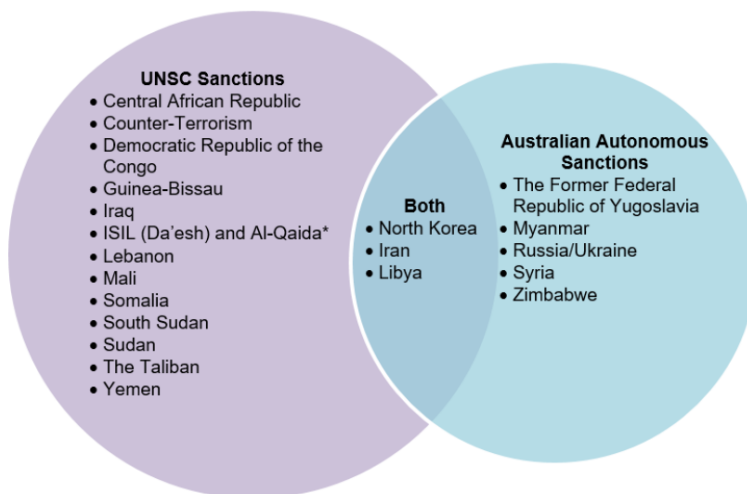 UNSC Sanctions
• Central African Republic
• Counter-Terrorism
• Democratic Republic of the
Congo
• Guinea-Bissau
• Iraq
• ISIL (Da’esh) and Al-Qaida*
• Lebanon
• Mali
• Somalia
• South Sudan
• Sudan
• The Taliban
• Yemen
Both
• North Korea
• Iran
• Libya
Australian Autonomous
Sanctions
• The Former Federal
Republic of Yugoslavia
• Myanmar
• Russia/Ukraine
• Syria
• Zimbabwe